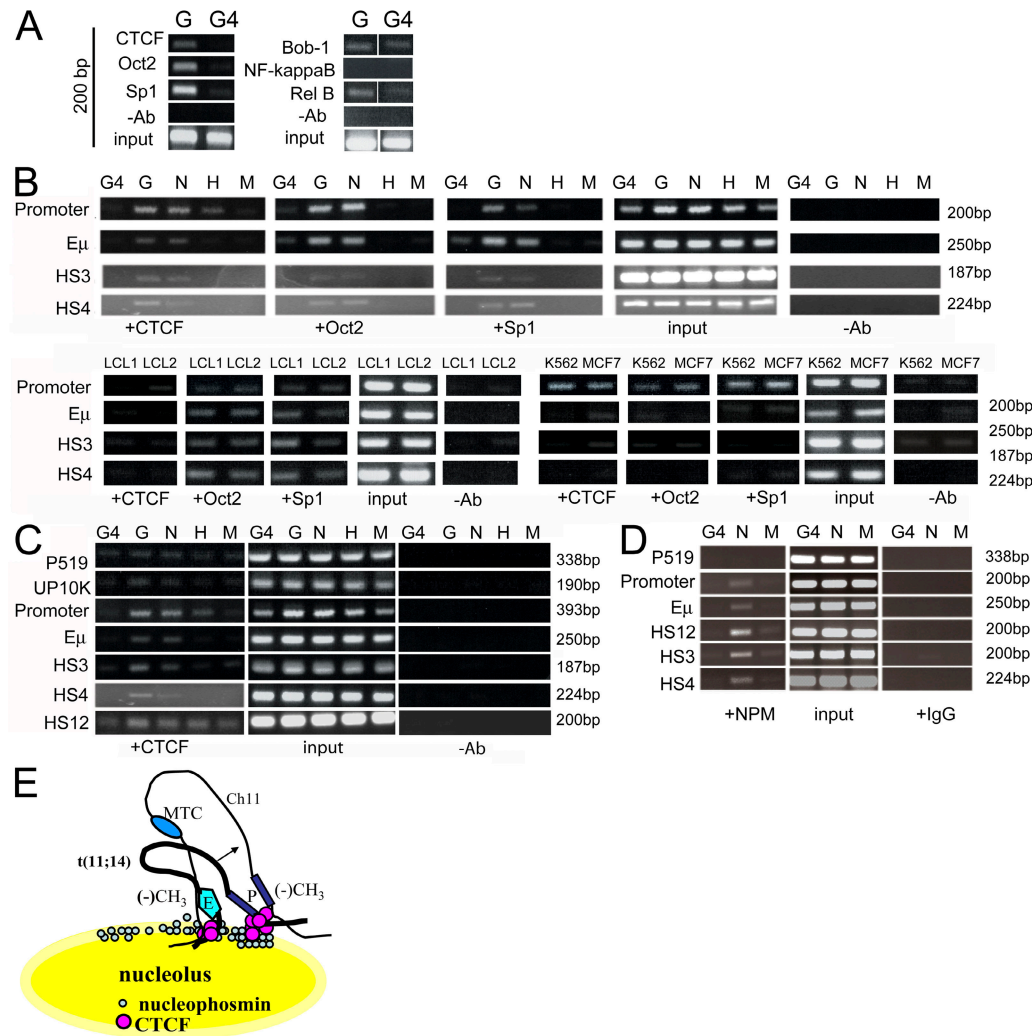 A
G G4
CTCF
Oct2
Sp1
-Ab
input
200 bp
G G4
Bob-1
NF-kappaB
Rel B
-Ab
input
B
G4 G N H M G4 G N H M G4 G N H M G4 G N H M G4 G N H M
Promoter 200bp
Eμ 250bp
HS3 187bp
HS4 224bp
+CTCF +Oct2 +Sp1 input -Ab
LCL1 LCL2 LCL1 LCL2 LCL1 LCL2 LCL1 LCL2 LCL1 LCL2 K562 MCF7 K562 MCF7 K562 MCF7 K562 MCF7 K562 MCF7
Promoter
200bp
Eμ
250bp
HS3
187bp
HS4
224bp
+CTCF +Oct2 +Sp1 input -Ab +CTCF +Oct2 +Sp1 input -Ab
C
G4 G N H M G4 G N H M G4 G N H M
P519 338bp
UP10K 190bp
Promoter 393bp
Eμ 250bp
HS3 187bp
HS4 224bp
HS12 200bp
+CTCF input -Ab
D
G4 N M G4 N M G4 N M
P519 338bp
Promoter 200bp
Eμ 250bp
HS12 200bp
HS3 200bp
HS4 224bp
+NPM input +IgG
E
Ch11
MTC
t(11;14)
(-)CH3 E P (-)CH3
nucleolus
nucleophosmin
CTCF